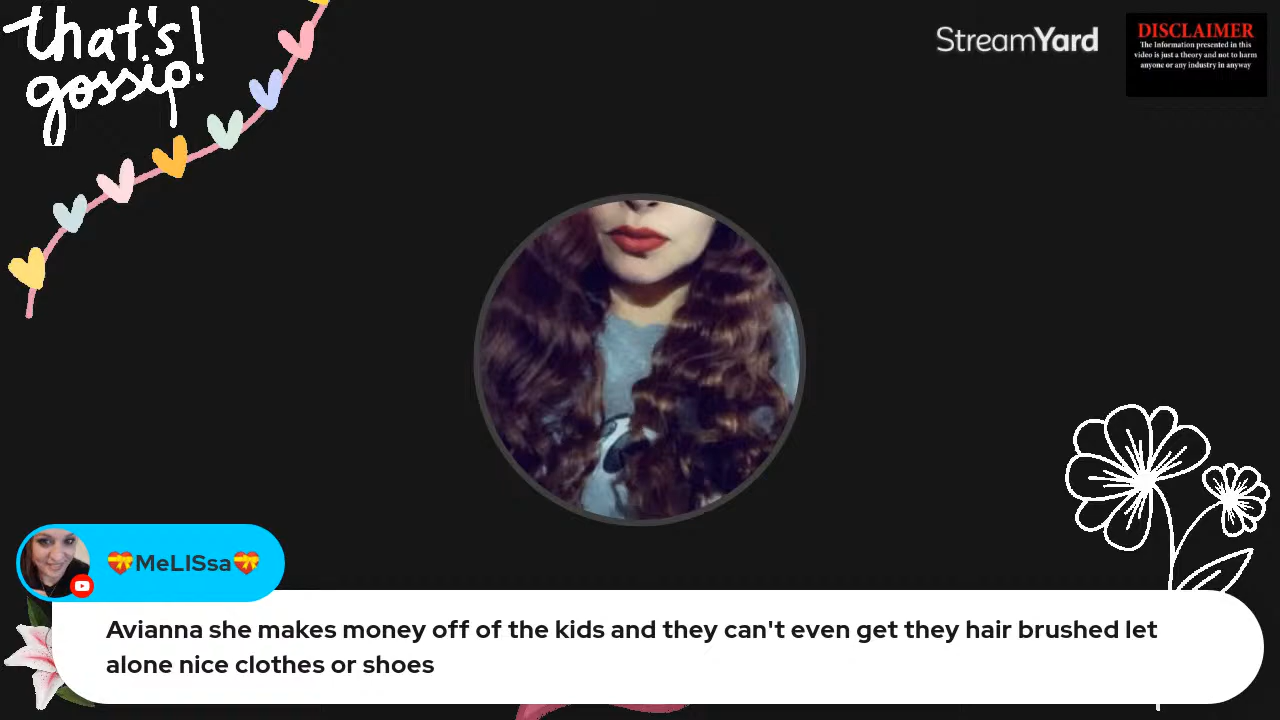 that's
gossip!
StreamYard
DISCLAIMER
The Information presented in this
video is just a theory and not to harm
anyone or any industry in anyway
💝MeLISsa💝
Avianna she makes money off of the kids and they can't even get they hair brushed let
alone nice clothes or shoes